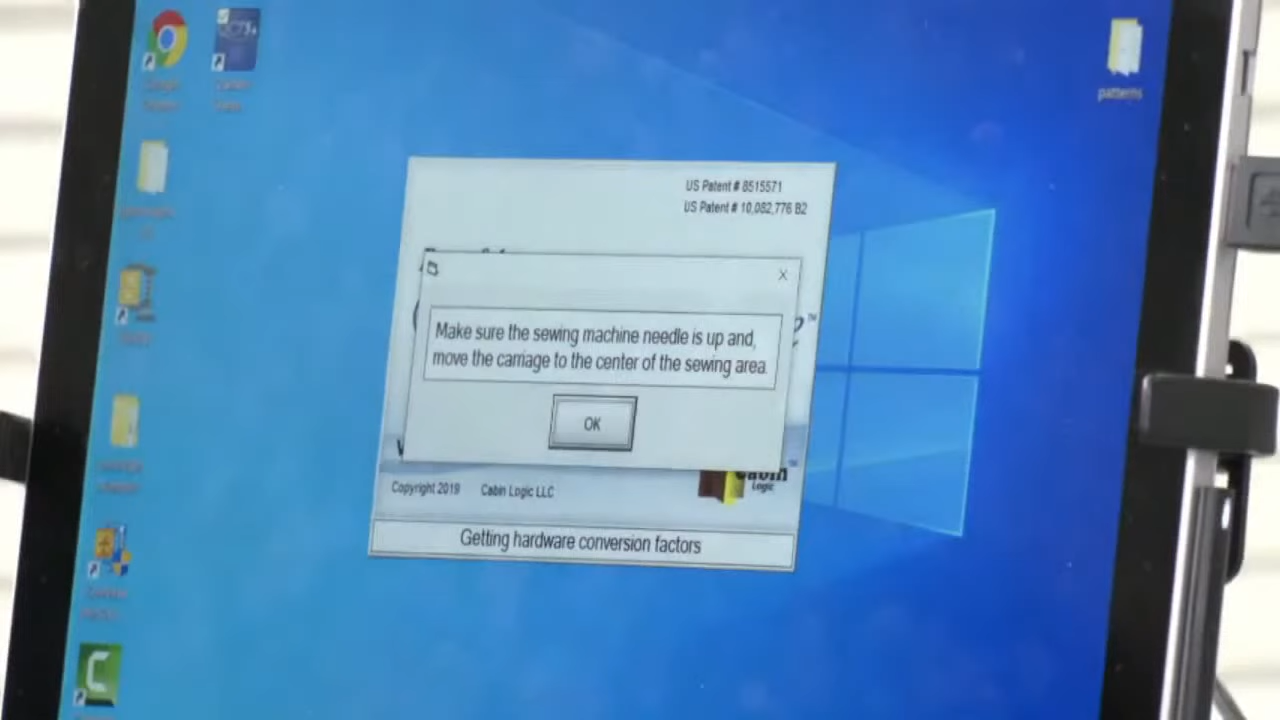 patterns
US Patent # 8515571
US Patent # 10,082,776 B2
Make sure the sewing machine needle is up and,
move the carriage to the center of the sewing area.
OK
Cabin
Logic
Copyright 2019 Cabin Logic LLC
Getting hardware conversion factors